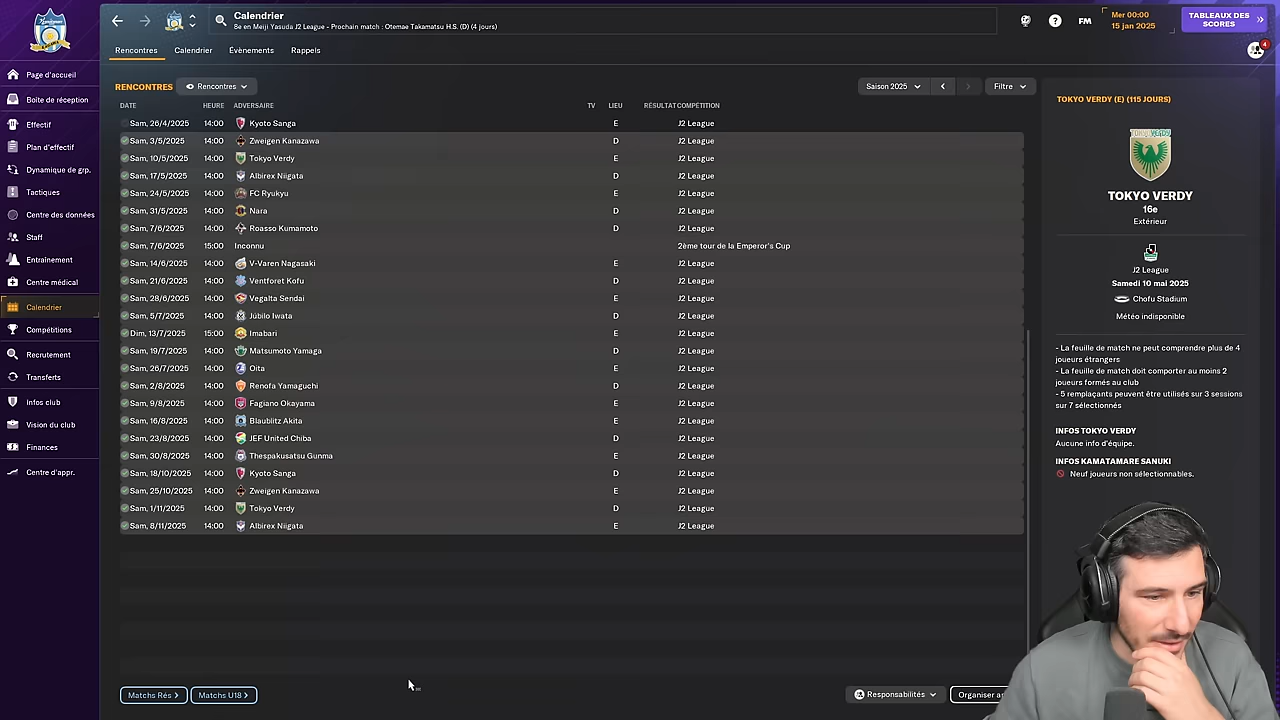 Calendrier
8e en Meiji Yasuda J2 League - Prochain match : Otemae Takamatsu H.S. (D) (4 jours)
FM
Mer 00:00
15 jan 2025
TABLEAUX DES SCORES
4
Rencontres
Calendrier
Évènements
Rappels
Page d'accueil
Boite de réception
Effectif
Plan d'effectif
Dynamique de grp.
Tactiques
Centre des données
Staff
Entraînement
Centre médical
Calendrier
Compétitions
Recrutement
Transferts
Infos club
Vision du club
Finances
Centre d'appr.
RENCONTRES
Rencontres
Saison 2025
Filtre
DATE HEURE ADVERSAIRE TV LIEU RÉSULTAT COMPÉTITION
Sam, 26/4/2025 14:00 Kyoto Sanga E J2 League
Sam, 3/5/2025 14:00 Zweigen Kanazawa D J2 League
Sam, 10/5/2025 14:00 Tokyo Verdy E J2 League
Sam, 17/5/2025 14:00 Albirex Niigata D J2 League
Sam, 24/5/2025 14:00 FC Ryukyu E J2 League
Sam, 31/5/2025 14:00 Nara D J2 League
Sam, 7/6/2025 14:00 Roasso Kumamoto D J2 League
Sam, 7/6/2025 15:00 Inconnu 2ème tour de la Emperor's Cup
Sam, 14/6/2025 14:00 V-Varen Nagasaki E J2 League
Sam, 21/6/2025 14:00 Ventforet Kofu D J2 League
Sam, 28/6/2025 14:00 Vegalta Sendai E J2 League
Sam, 5/7/2025 14:00 Júbilo Iwata D J2 League
Dim, 13/7/2025 15:00 Imabari E J2 League
Sam, 19/7/2025 14:00 Matsumoto Yamaga D J2 League
Sam, 26/7/2025 14:00 Oita E J2 League
Sam, 2/8/2025 14:00 Renofa Yamaguchi D J2 League
Sam, 9/8/2025 14:00 Fagiano Okayama E J2 League
Sam, 16/8/2025 14:00 Blaublitz Akita E J2 League
Sam, 23/8/2025 14:00 JEF United Chiba D J2 League
Sam, 30/8/2025 14:00 Thespakusatsu Gunma E J2 League
Sam, 18/10/2025 14:00 Kyoto Sanga D J2 League
Sam, 25/10/2025 14:00 Zweigen Kanazawa E J2 League
Sam, 1/11/2025 14:00 Tokyo Verdy D J2 League
Sam, 8/11/2025 14:00 Albirex Niigata E J2 League
Matchs Rés
Matchs U18
Responsabilités
Organiser
TOKYO VERDY (E) (115 JOURS)
TOKYO VERDY
16e
Extérieur
J2 League
Samedi 10 mai 2025
Chofu Stadium
Météo indisponible
- La feuille de match ne peut comprendre plus de 4
joueurs étrangers
- La feuille de match doit comporter au moins 2
joueurs formés au club
- 5 remplaçants peuvent être utilisés sur 3 sessions
sur 7 sélectionnés
INFOS TOKYO VERDY
Aucune info d'équipe.
INFOS KAMATAMARE SANUKI
Neuf joueurs non sélectionnables.